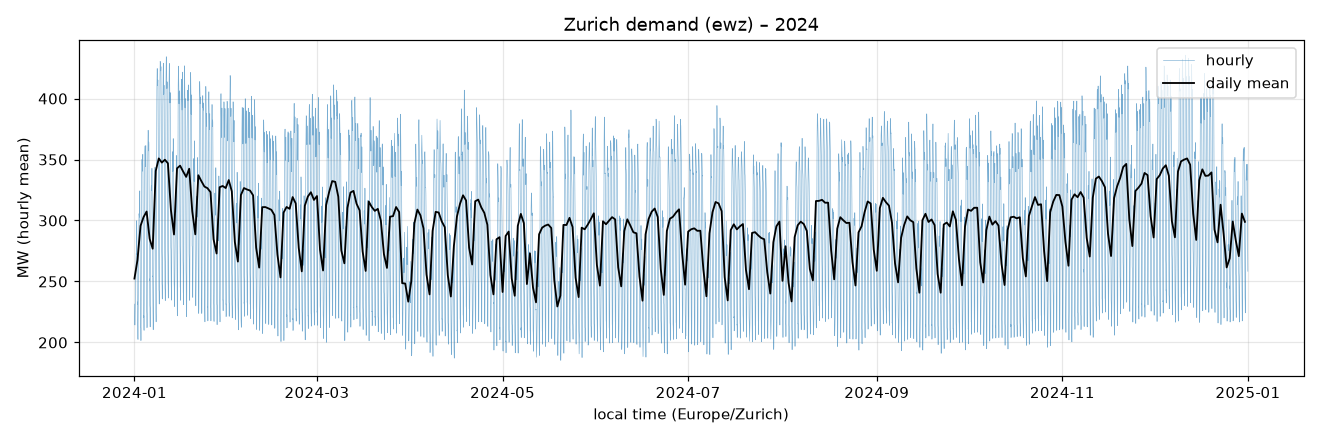 Zurich demand (ewz) – 2024
hourly
daily mean
MW (hourly mean)
400
350
300
250
200
2024-01
2024-03
2024-05
2024-07
2024-09
2024-11
2025-01
local time (Europe/Zurich)